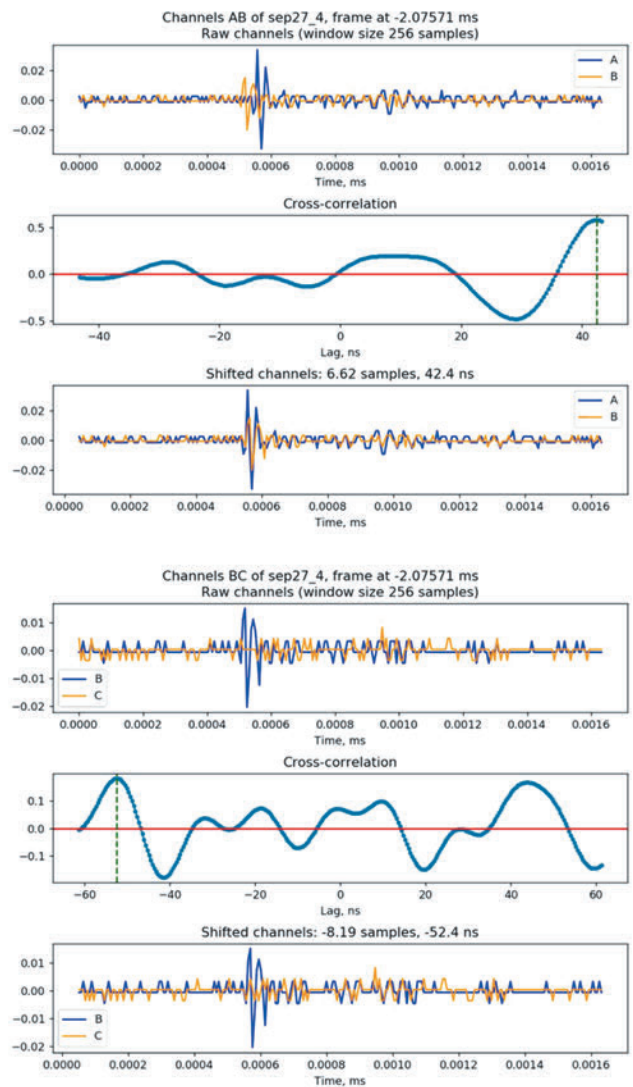 Channels AB of sep27_4, frame at -2.07571 ms
Raw channels (window size 256 samples)
0.02
0.00
−0.02
A
B
0.0000 0.0002 0.0004 0.0006 0.0008 0.0010 0.0012 0.0014 0.0016
Time, ms
Cross-correlation
0.5
0.0
−0.5
−40 −20 0 20 40
Lag, ns
Shifted channels: 6.62 samples, 42.4 ns
0.02
0.00
−0.02
A
B
0.0000 0.0002 0.0004 0.0006 0.0008 0.0010 0.0012 0.0014 0.0016
Time, ms
Channels BC of sep27_4, frame at -2.07571 ms
Raw channels (window size 256 samples)
0.01
0.00
−0.01
−0.02
B
C
0.0000 0.0002 0.0004 0.0006 0.0008 0.0010 0.0012 0.0014 0.0016
Time, ms
Cross-correlation
0.1
0.0
−0.1
−60 −40 −20 0 20 40 60
Lag, ns
Shifted channels: -8.19 samples, -52.4 ns
0.01
0.00
−0.01
−0.02
B
C
0.0000 0.0002 0.0004 0.0006 0.0008 0.0010 0.0012 0.0014 0.0016
Time, ms